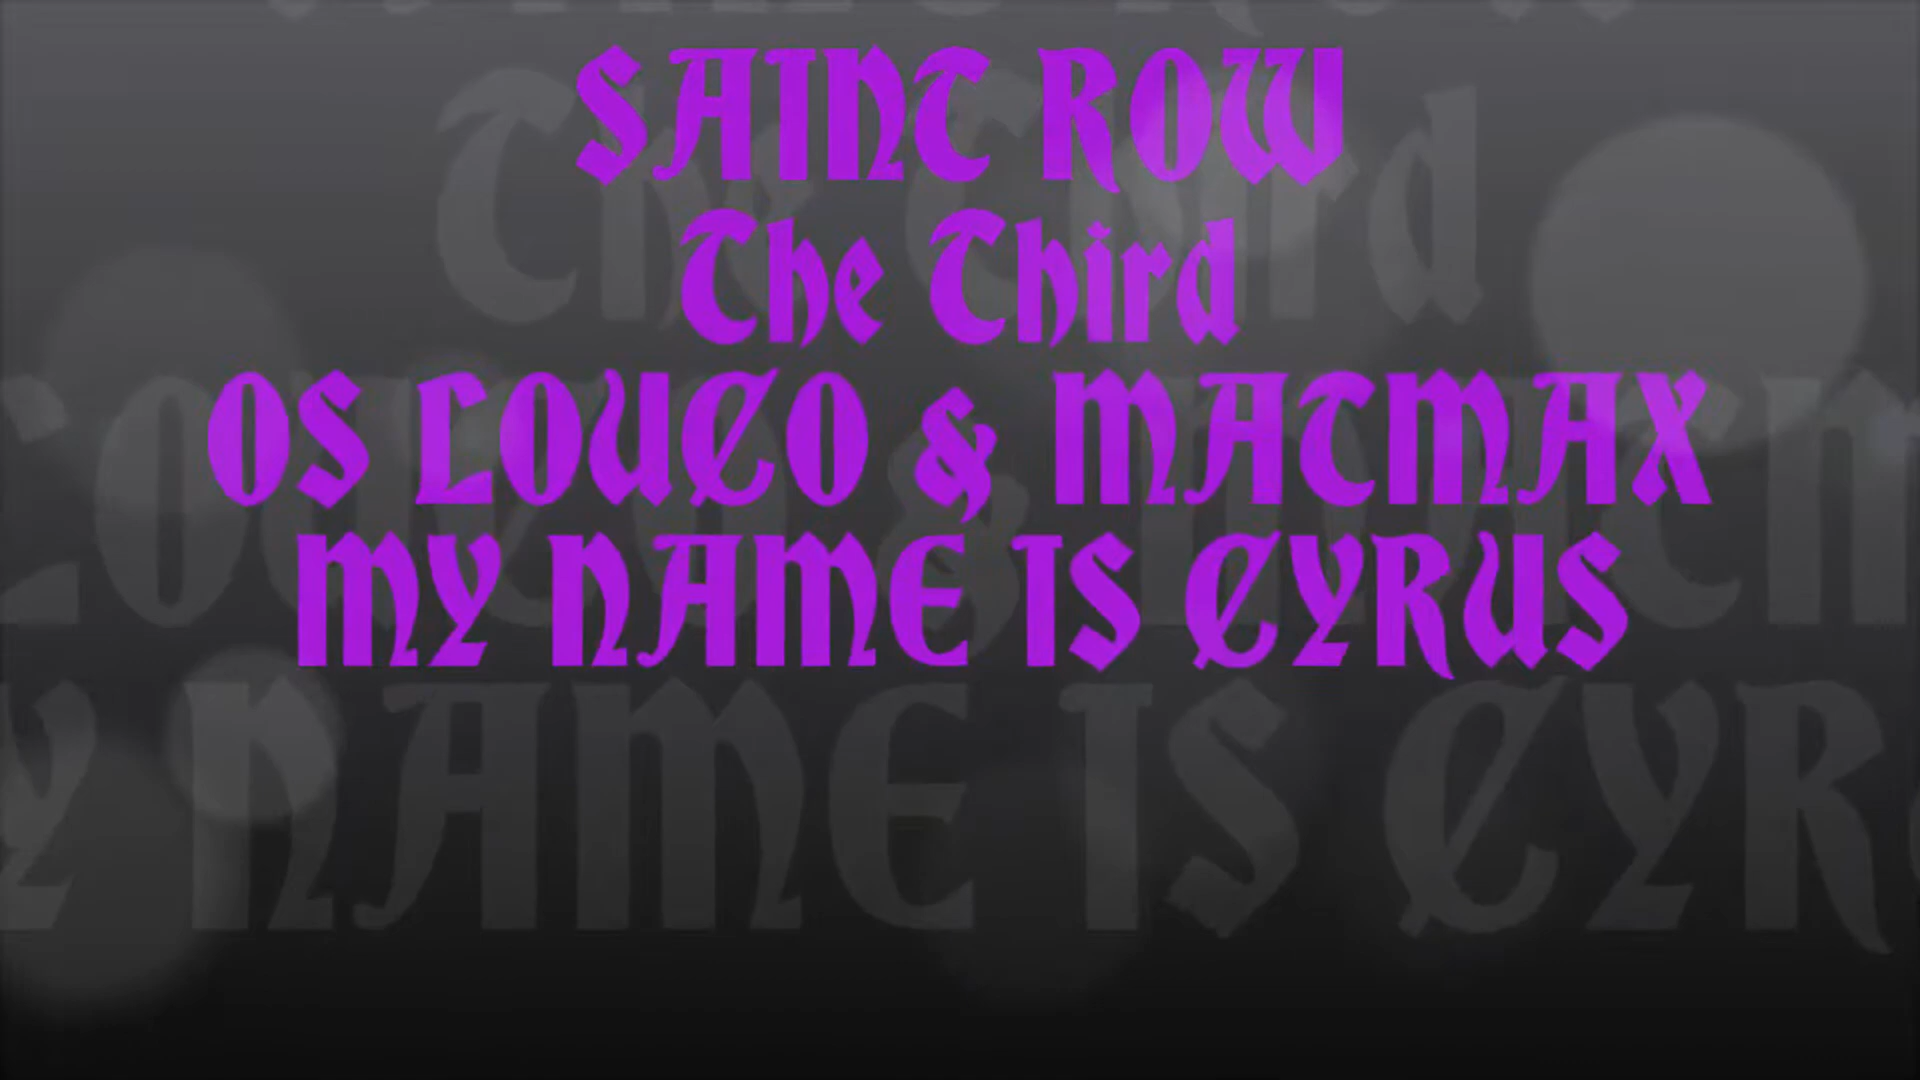 SAINT ROW
The Third
OS LOUCO & MATMAX
MY NAME IS CYRUS